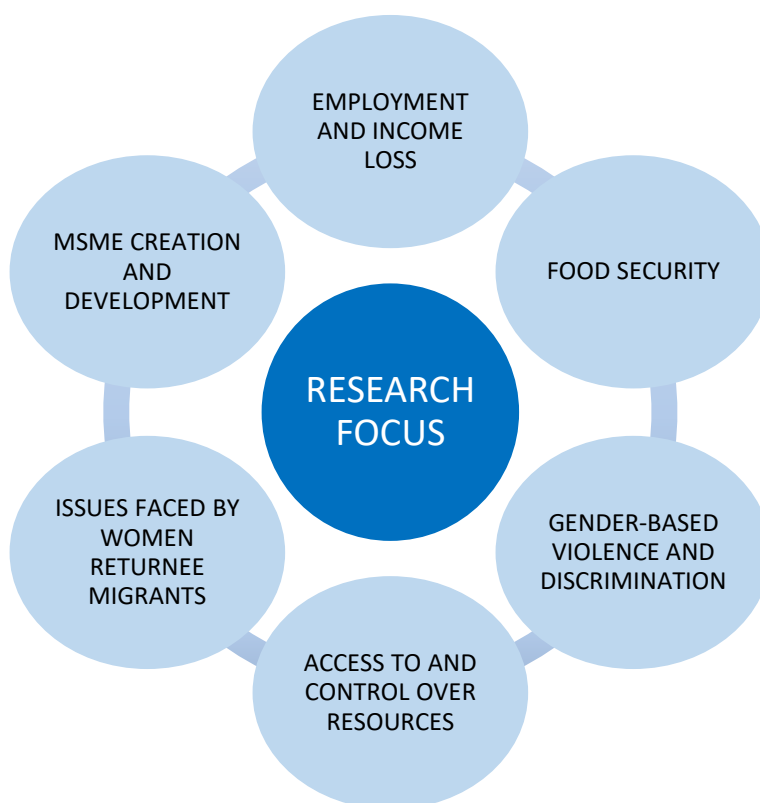 EMPLOYMENT
AND INCOME
LOSS
FOOD SECURITY
GENDER-BASED
VIOLENCE AND
DISCRIMINATION
ACCESS TO AND
CONTROL OVER
RESOURCES
ISSUES FACED BY
WOMEN
RETURNEE
MIGRANTS
MSME CREATION
AND
DEVELOPMENT
RESEARCH
FOCUS